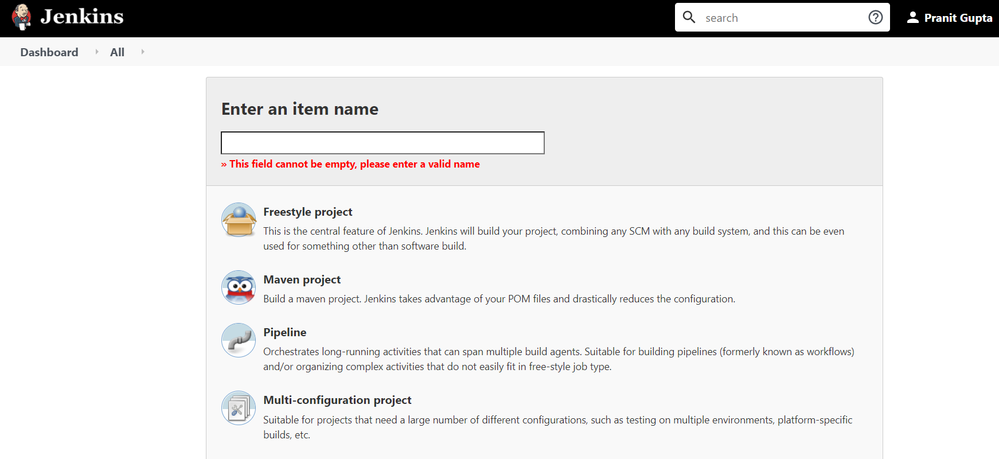 Jenkins
search
Pranit Gupta
Dashboard
All
Enter an item name
» This field cannot be empty, please enter a valid name
Freestyle project
This is the central feature of Jenkins. Jenkins will build your project, combining any SCM with any build system, and this can be even
used for something other than software build.
Maven project
Build a maven project. Jenkins takes advantage of your POM files and drastically reduces the configuration.
Pipeline
Orchestrates long-running activities that can span multiple build agents. Suitable for building pipelines (formerly known as workflows)
and/or organizing complex activities that do not easily fit in free-style job type.
Multi-configuration project
Suitable for projects that need a large number of different configurations, such as testing on multiple environments, platform-specific
builds, etc.